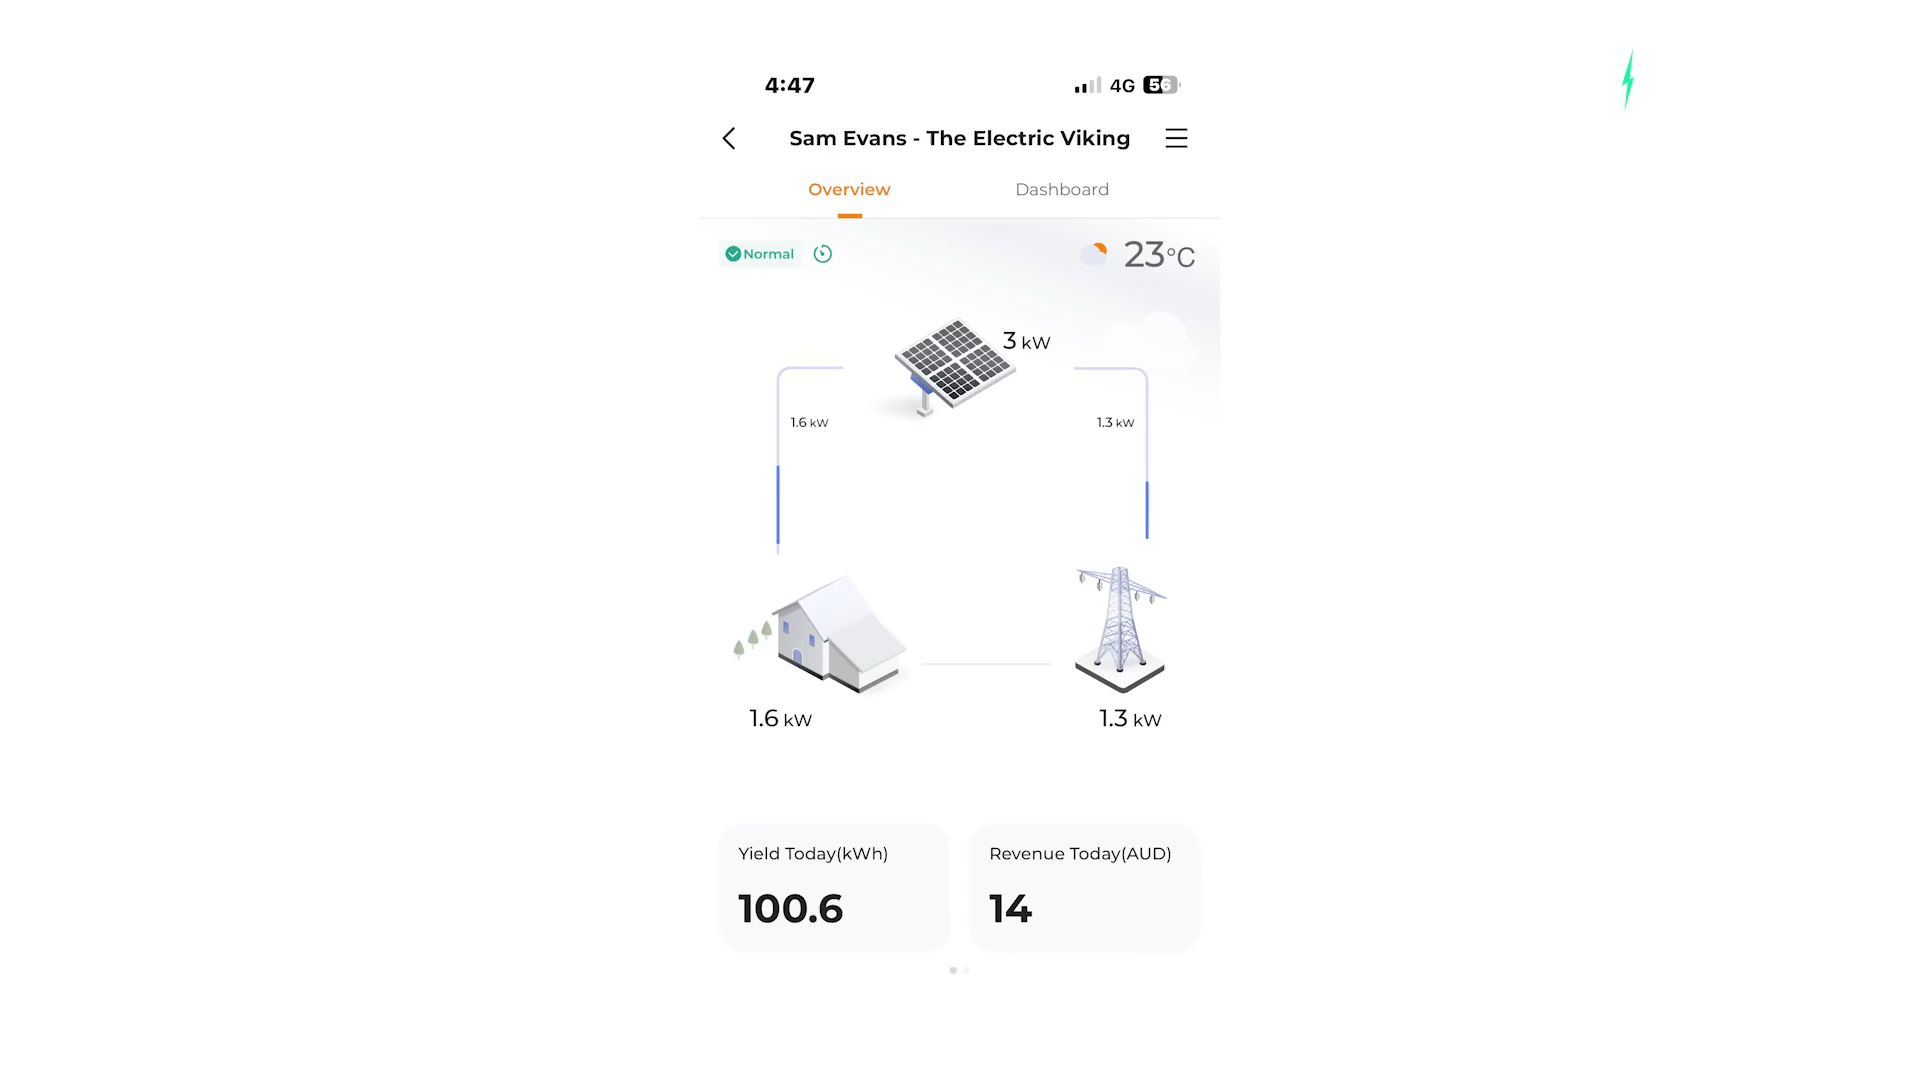 4:47
4G 56
Sam Evans - The Electric Viking
Overview Dashboard
Normal
23°C
3 kW
1.6 kW 1.3 kW
1.6 kW 1.3 kW
Yield Today(kWh) Revenue Today(AUD)
100.6 14